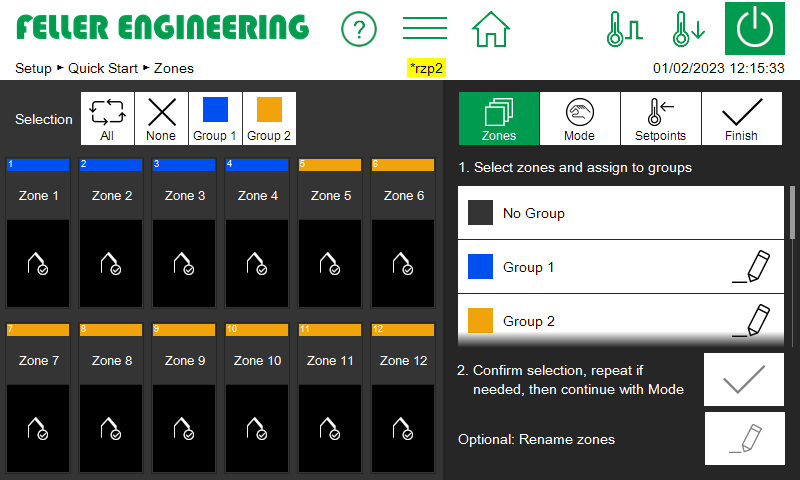 FELLER ENGINEERING
?
Setup ▸ Quick Start ▸ Zones
*rzp2
01/02/2023 12:15:33
Selection
All
None
Group 1
Group 2
Zones
Mode
Setpoints
Finish
1. Select zones and assign to groups
No Group
Group 1
Group 2
2. Confirm selection, repeat if
needed, then continue with Mode
Optional: Rename zones
1 2 3 4 5 6
Zone 1 Zone 2 Zone 3 Zone 4 Zone 5 Zone 6
7 8 9 10 11 12
Zone 7 Zone 8 Zone 9 Zone 10 Zone 11 Zone 12